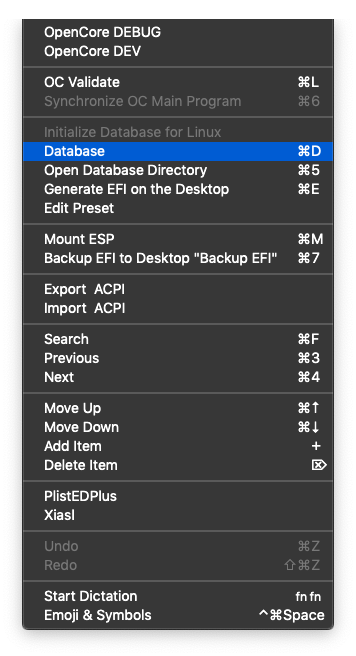 OpenCore DEBUG
OpenCore DEV
OC Validate ⌘L
Synchronize OC Main Program ⌘6
Initialize Database for Linux
Database ⌘D
Open Database Directory ⌘5
Generate EFI on the Desktop ⌘E
Edit Preset
Mount ESP ⌘M
Backup EFI to Desktop "Backup EFI" ⌘7
Export  ACPI
Import  ACPI
Search ⌘F
Previous ⌘3
Next ⌘4
Move Up ⌘↑
Move Down ⌘↓
Add Item +
Delete Item ⌦
PlistEDPlus
Xiasl
Undo ⌘Z
Redo ⇧⌘Z
Start Dictation fn fn
Emoji & Symbols ^⌘Space